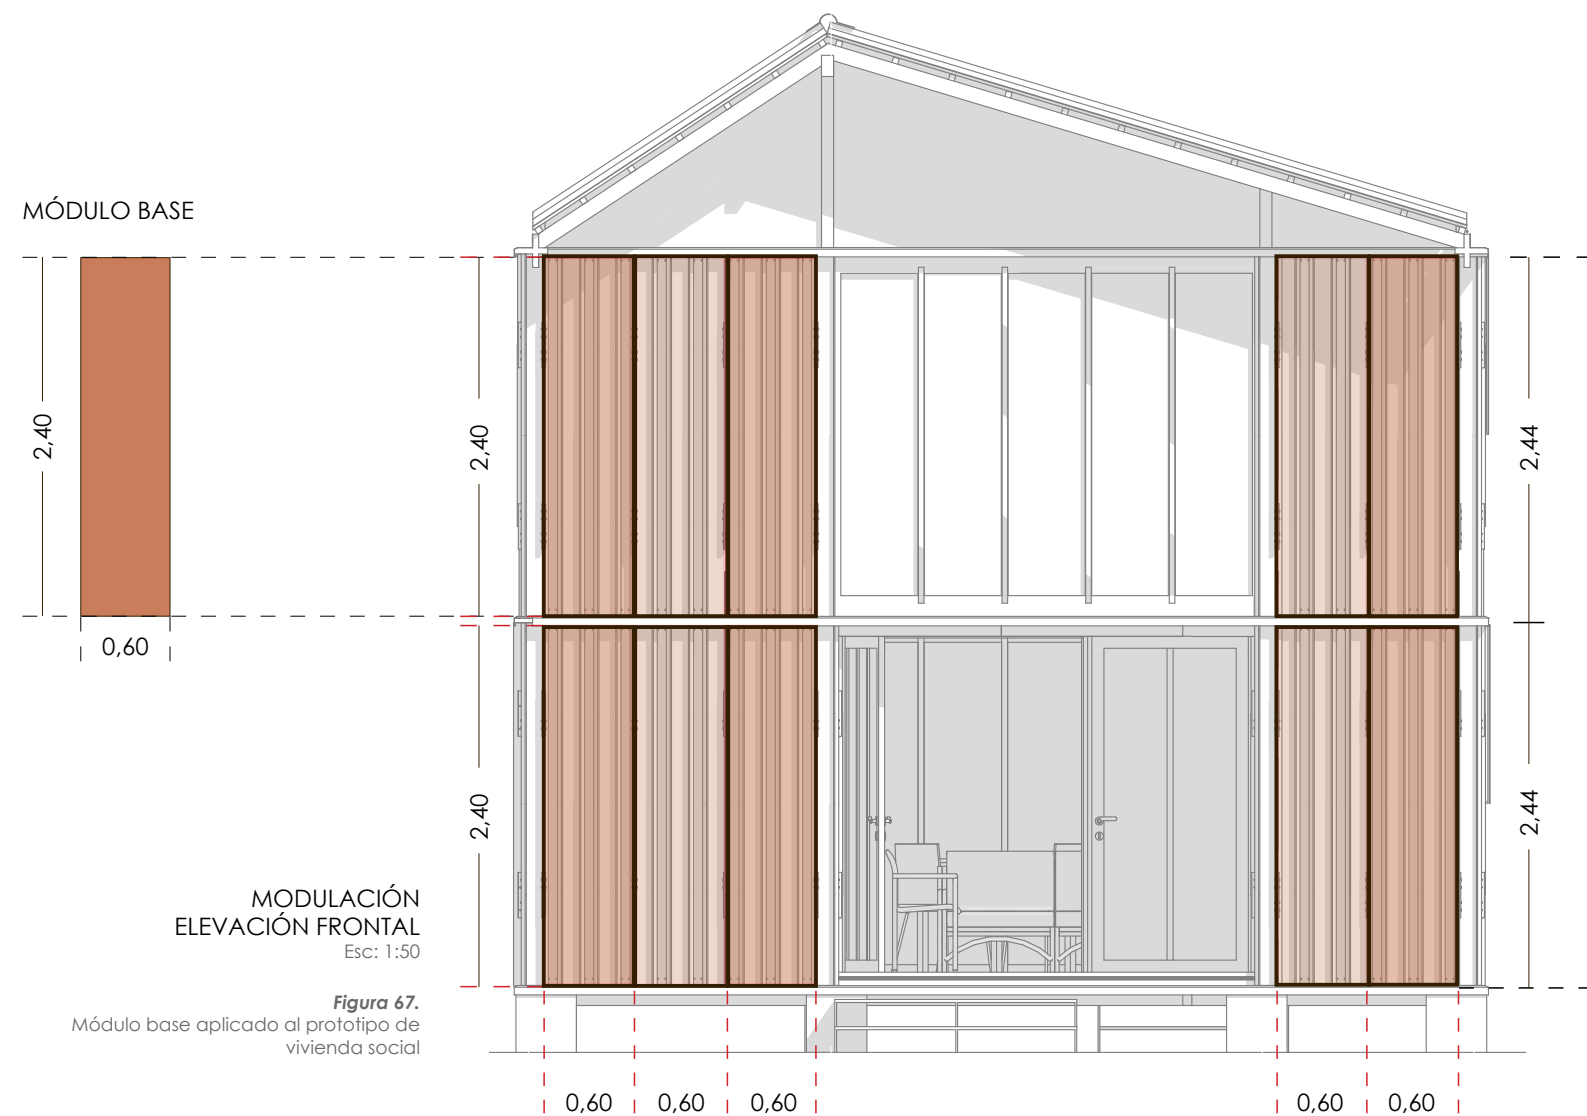 MÓDULO BASE
2,40
0,60
2,40
2,40
2,44
2,44
MODULACIÓN
ELEVACIÓN FRONTAL
Esc: 1:50
Figura 67.
Módulo base aplicado al prototipo de
vivienda social
0,60 0,60 0,60 0,60 0,60